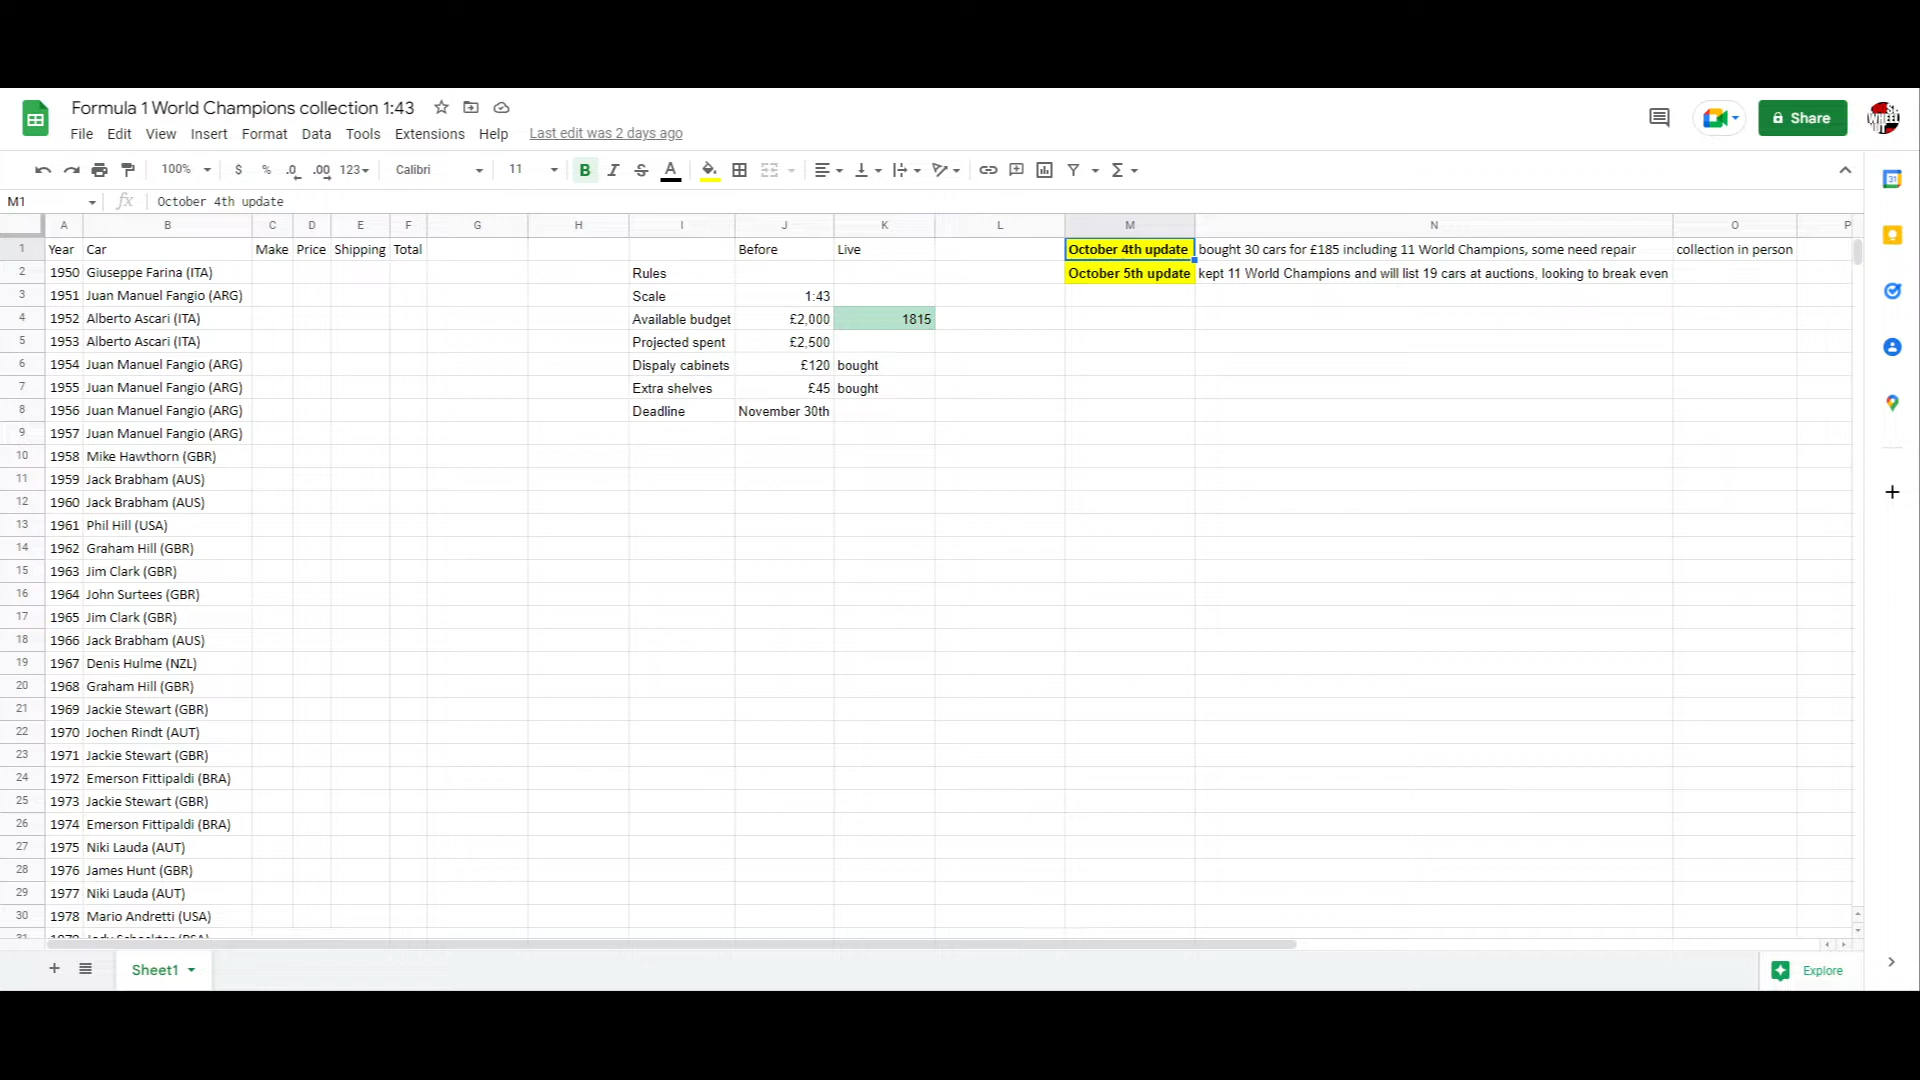 Formula 1 World Champions collection 1:43
File Edit View Insert Format Data Tools Extensions Help Last edit was 2 days ago
Share
100% $ % .0 .00 123 Calibri 11 B I S A
M1 fx October 4th update
A B C D E F G H I J K L M N O P
1 Year Car Make Price Shipping Total Before Live October 4th update bought 30 cars for £185 including 11 World Champions, some need repair collection in person
2 1950 Giuseppe Farina (ITA) Rules October 5th update kept 11 World Champions and will list 19 cars at auctions, looking to break even
3 1951 Juan Manuel Fangio (ARG) Scale 1:43
4 1952 Alberto Ascari (ITA) Available budget £2,000 1815
5 1953 Alberto Ascari (ITA) Projected spent £2,500
6 1954 Juan Manuel Fangio (ARG) Dispaly cabinets £120 bought
7 1955 Juan Manuel Fangio (ARG) Extra shelves £45 bought
8 1956 Juan Manuel Fangio (ARG) Deadline November 30th
9 1957 Juan Manuel Fangio (ARG)
10 1958 Mike Hawthorn (GBR)
11 1959 Jack Brabham (AUS)
12 1960 Jack Brabham (AUS)
13 1961 Phil Hill (USA)
14 1962 Graham Hill (GBR)
15 1963 Jim Clark (GBR)
16 1964 John Surtees (GBR)
17 1965 Jim Clark (GBR)
18 1966 Jack Brabham (AUS)
19 1967 Denis Hulme (NZL)
20 1968 Graham Hill (GBR)
21 1969 Jackie Stewart (GBR)
22 1970 Jochen Rindt (AUT)
23 1971 Jackie Stewart (GBR)
24 1972 Emerson Fittipaldi (BRA)
25 1973 Jackie Stewart (GBR)
26 1974 Emerson Fittipaldi (BRA)
27 1975 Niki Lauda (AUT)
28 1976 James Hunt (GBR)
29 1977 Niki Lauda (AUT)
30 1978 Mario Andretti (USA)
Sheet1
Explore